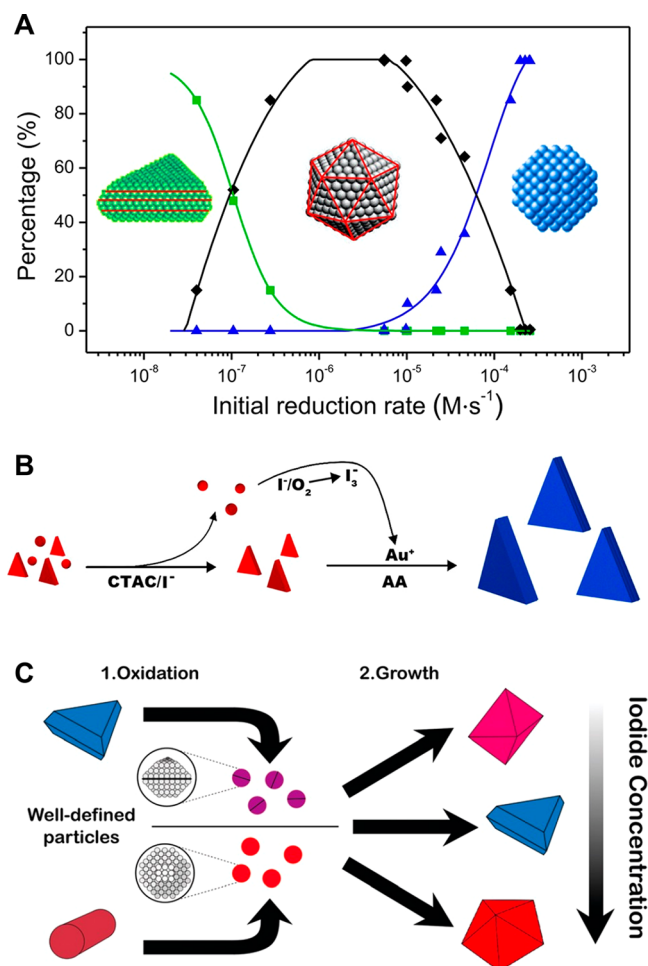 A
100
80
60
40
20
0
Percentage (%)
10⁻⁸ 10⁻⁷ 10⁻⁶ 10⁻⁵ 10⁻⁴ 10⁻³
Initial reduction rate (M·s⁻¹)
B
I⁻/O₂ → I₃⁻
CTAC/I⁻
Au⁺
AA
C
1.Oxidation
2.Growth
Well-defined
particles
Iodide Concentration